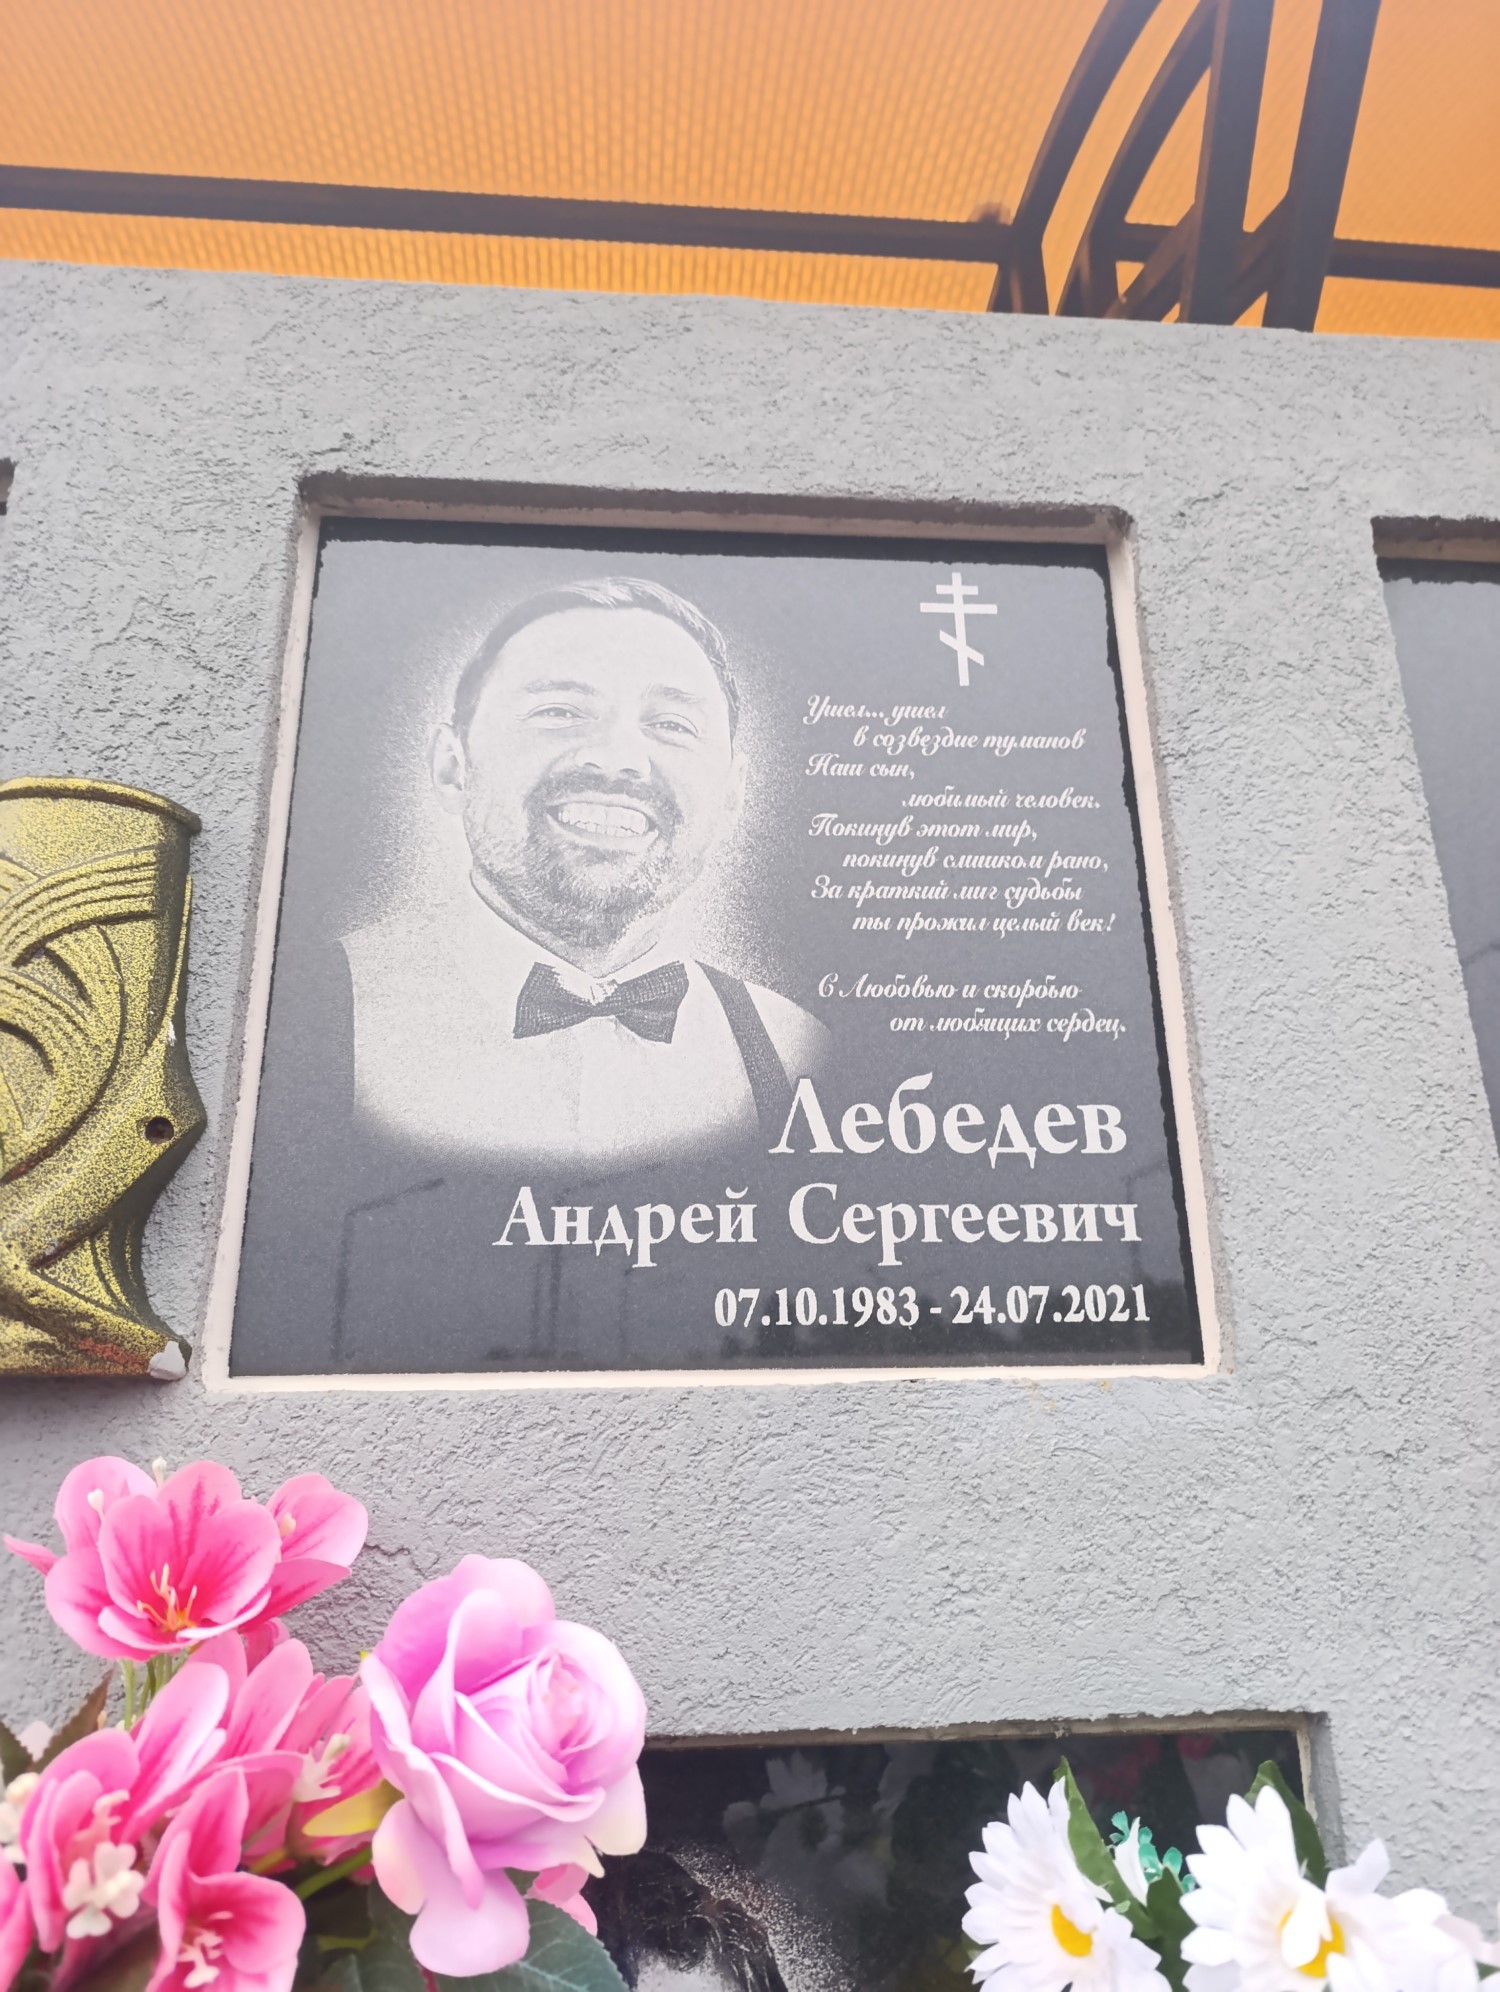 Ушел... ушел
в созвездие туманов
Наш сын,
любимый человек.
Покинув этот мир,
покинув слишком рано,
За краткий миг судьбы
ты прожил целый век!
С Любовью и скорбью
от любящих сердец.
Лебедев
Андрей Сергеевич
07.10.1983 - 24.07.2021